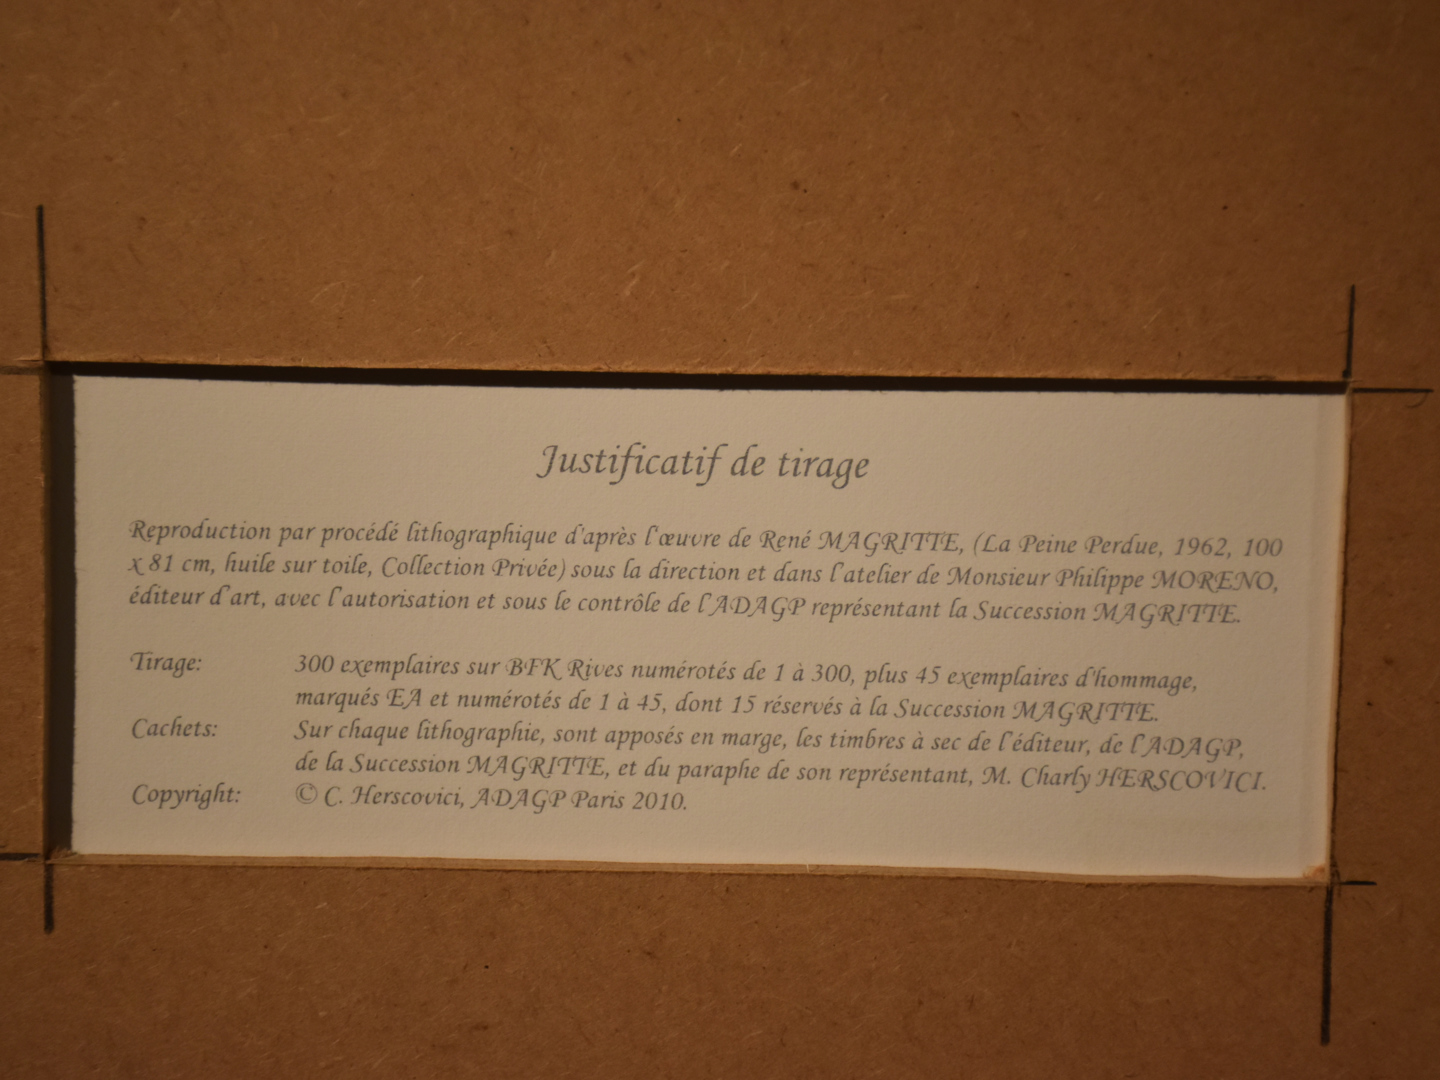 Justificatif de tirage
Reproduction par procédé lithographique d'après l'œuvre de René MAGRITTE, (La Peine Perdue, 1962, 100
x 81 cm, huile sur toile, Collection Privée) sous la direction et dans l'atelier de Monsieur Philippe MORENO,
éditeur d'art, avec l'autorisation et sous le contrôle de l'ADAGP représentant la Succession MAGRITTE.
Tirage: 300 exemplaires sur BFK Rives numérotés de 1 à 300, plus 45 exemplaires d'hommage,
marqués EA et numérotés de 1 à 45, dont 15 réservés à la Succession MAGRITTE.
Cachets: Sur chaque lithographie, sont apposés en marge, les timbres à sec de l'éditeur, de l'ADAGP,
de la Succession MAGRITTE, et du paraphe de son représentant, M. Charly HERSCOVICI.
Copyright: © C. Herscovici, ADAGP Paris 2010.